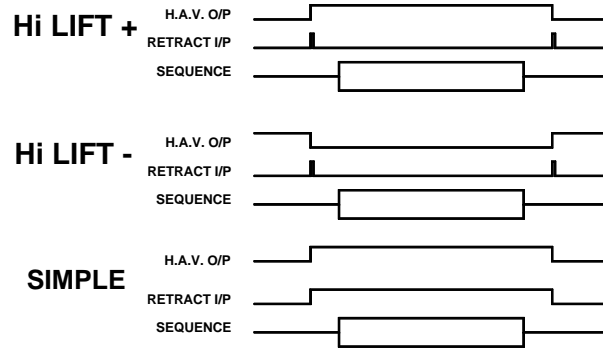 H.A.V. O/P
Hi LIFT +
RETRACT I/P
SEQUENCE
H.A.V. O/P
Hi LIFT -
RETRACT I/P
SEQUENCE
H.A.V. O/P
SIMPLE
RETRACT I/P
SEQUENCE